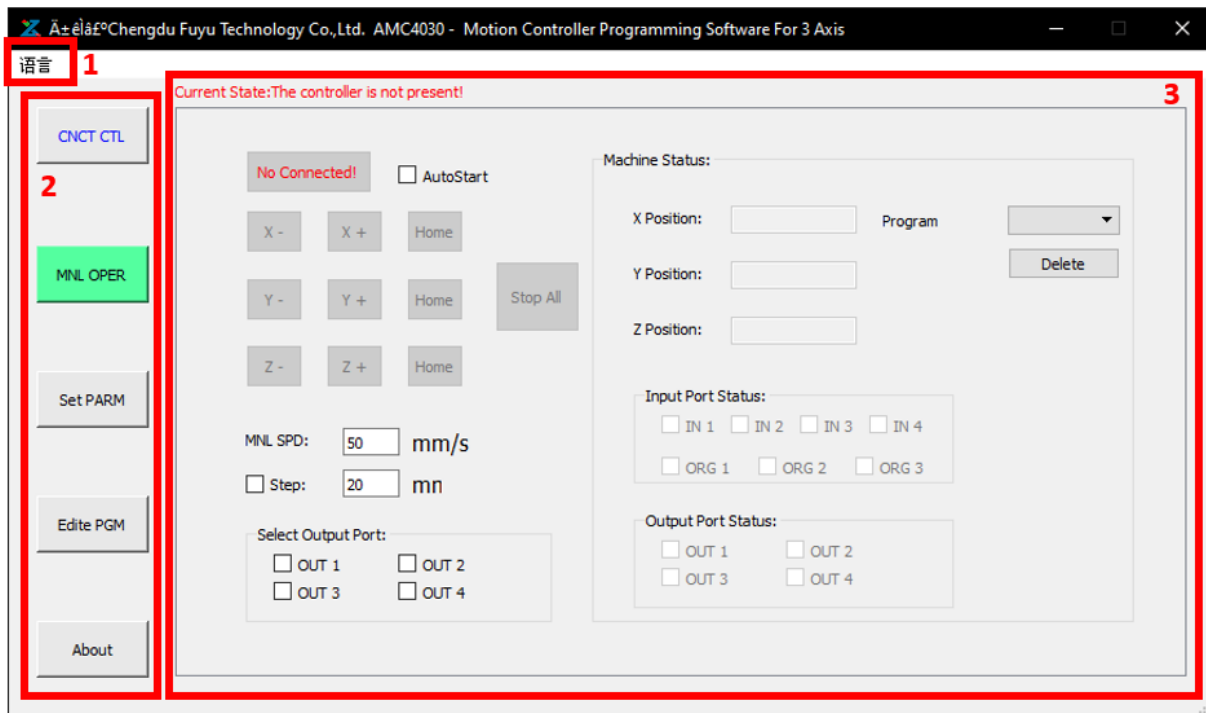 Ä±êÌâ£ºChengdu Fuyu Technology Co.,Ltd. AMC4030 - Motion Controller Programming Software For 3 Axis
语言 1
Current State:The controller is not present! 3
CNCT CTL
2
MNL OPER
Set PARM
Edite PGM
About
No Connected! AutoStart
X - X + Home
Y - Y + Home Stop All
Z - Z + Home
MNL SPD: 50 mm/s
Step: 20 mn
Select Output Port:
OUT 1 OUT 2
OUT 3 OUT 4
Machine Status:
X Position: Program
Delete
Y Position:
Z Position:
Input Port Status:
IN 1 IN 2 IN 3 IN 4
ORG 1 ORG 2 ORG 3
Output Port Status:
OUT 1 OUT 2
OUT 3 OUT 4